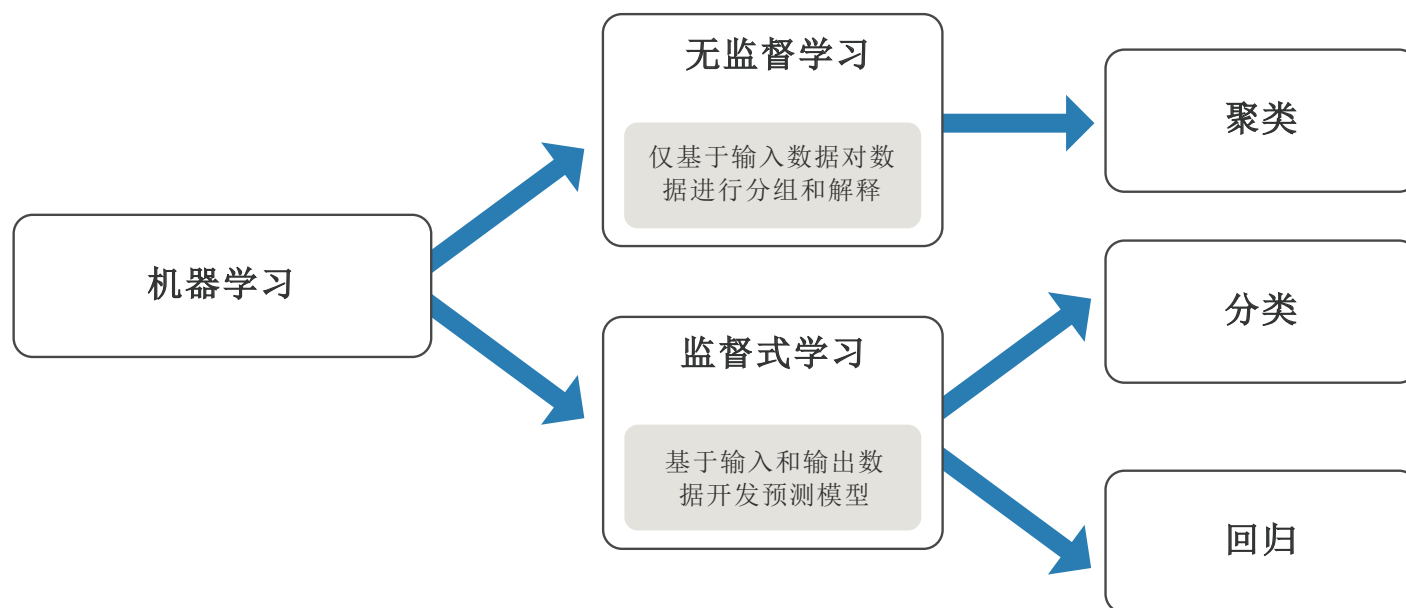 机器学习
无监督学习
仅基于输入数据对数
据进行分组和解释
聚类
监督式学习
基于输入和输出数
据开发预测模型
分类
回归